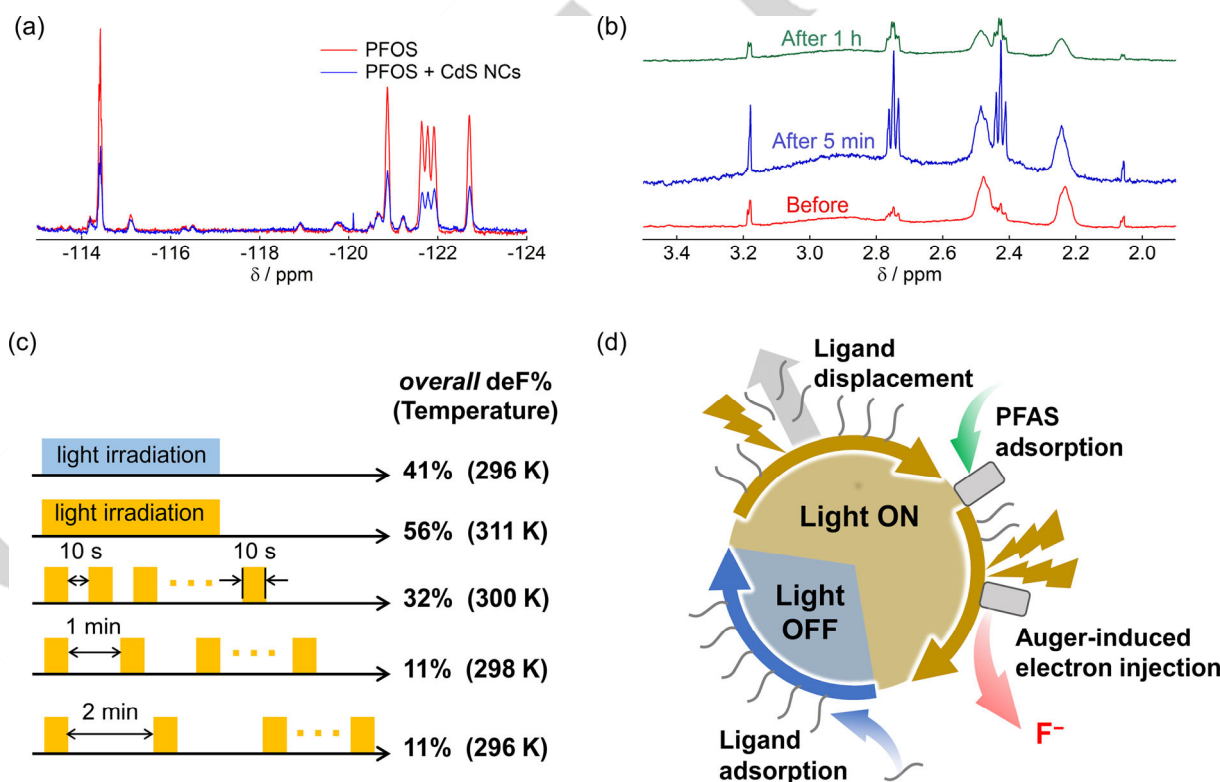 (a)
PFOS
PFOS + CdS NCs
-114 -116 -118 -120 -122 -124
δ / ppm
(b)
After 1 h
After 5 min
Before
3.4 3.2 3.0 2.8 2.6 2.4 2.2 2.0
δ / ppm
(c)
overall deF%
(Temperature)
light irradiation
41% (296 K)
light irradiation
56% (311 K)
10 s 10 s
32% (300 K)
1 min
11% (298 K)
2 min
11% (296 K)
(d)
Ligand
displacement
PFAS
adsorption
Light ON
Light
OFF
Auger-induced
electron injection
Ligand
adsorption
F⁻